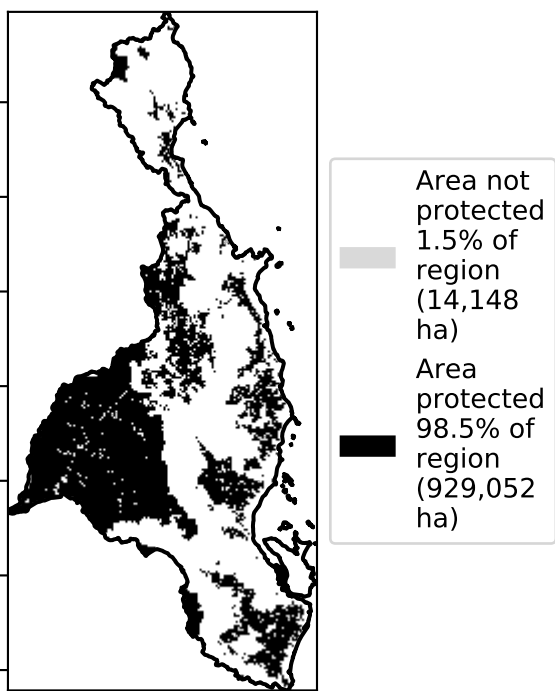 Area not
protected
1.5% of
region
(14,148
ha)
Area
protected
98.5% of
region
(929,052
ha)